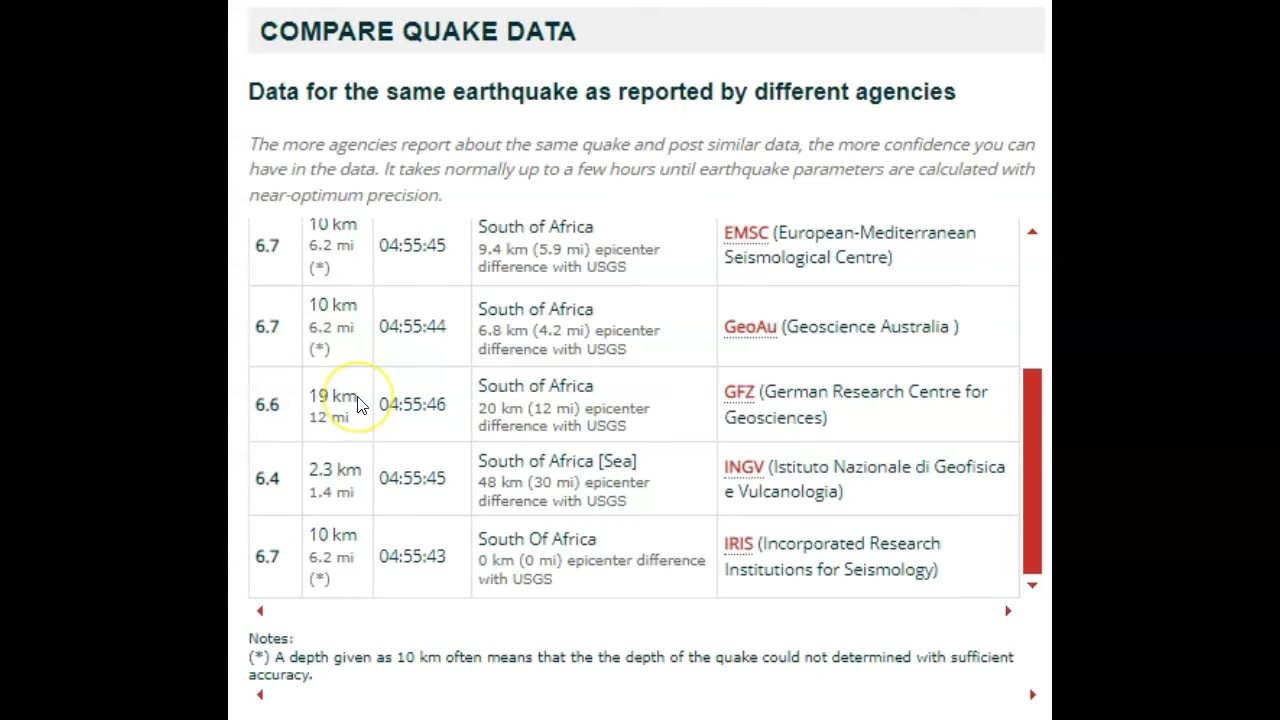 COMPARE QUAKE DATA
Data for the same earthquake as reported by different agencies
The more agencies report about the same quake and post similar data, the more confidence you can
have in the data. It takes normally up to a few hours until earthquake parameters are calculated with
near-optimum precision.
6.7
10 km
6.2 mi
(*)
04:55:45
South of Africa
9.4 km (5.9 mi) epicenter
difference with USGS
EMSC (European-Mediterranean
Seismological Centre)
6.7
10 km
6.2 mi
(*)
04:55:44
South of Africa
6.8 km (4.2 mi) epicenter
difference with USGS
GeoAu (Geoscience Australia )
6.6
19 km
12 mi
04:55:46
South of Africa
20 km (12 mi) epicenter
difference with USGS
GFZ (German Research Centre for
Geosciences)
6.4
2.3 km
1.4 mi
04:55:45
South of Africa [Sea]
48 km (30 mi) epicenter
difference with USGS
INGV (Istituto Nazionale di Geofisica
e Vulcanologia)
6.7
10 km
6.2 mi
(*)
04:55:43
South Of Africa
0 km (0 mi) epicenter difference
with USGS
IRIS (Incorporated Research
Institutions for Seismology)
Notes:
(*) A depth given as 10 km often means that the the depth of the quake could not determined with sufficient
accuracy.